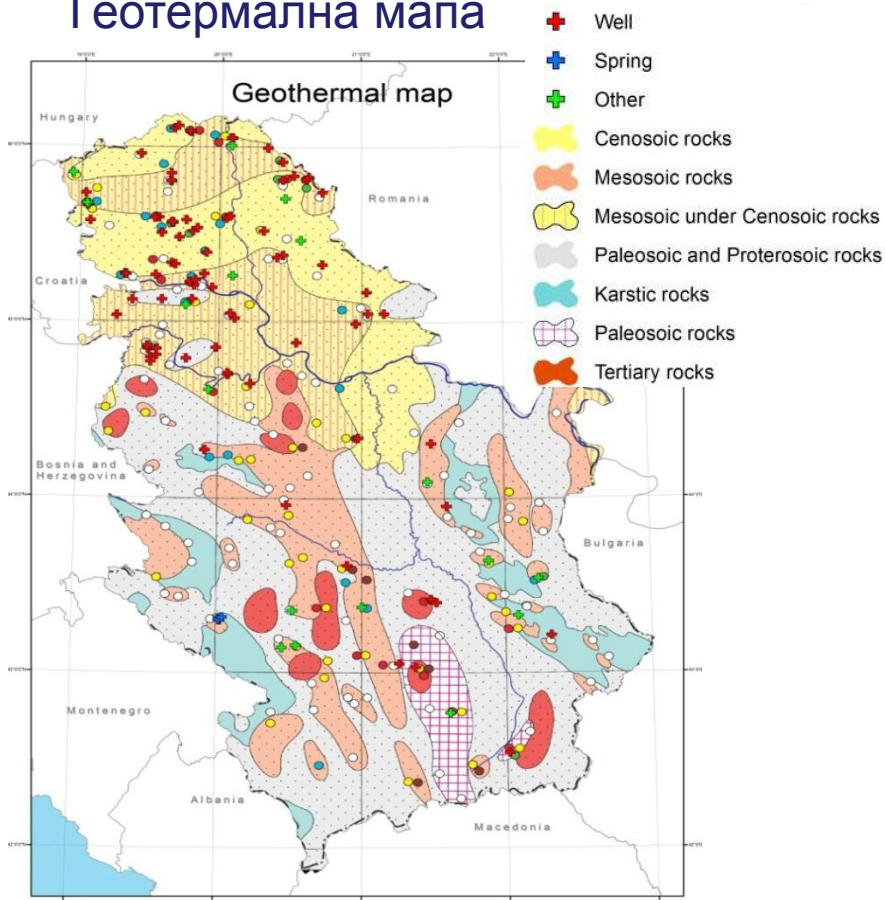 Геотермална мапа
Well
Spring
Other
Cenosoic rocks
Mesosoic rocks
Mesosoic under Cenosoic rocks
Paleosoic and Proterosoic rocks
Karstic rocks
Paleosoic rocks
Tertiary rocks
Geothermal map
Hungary
Romania
Croatia
Bosnia and
Herzegovina
Bulgaria
Montenegro
Albania
Macedonia